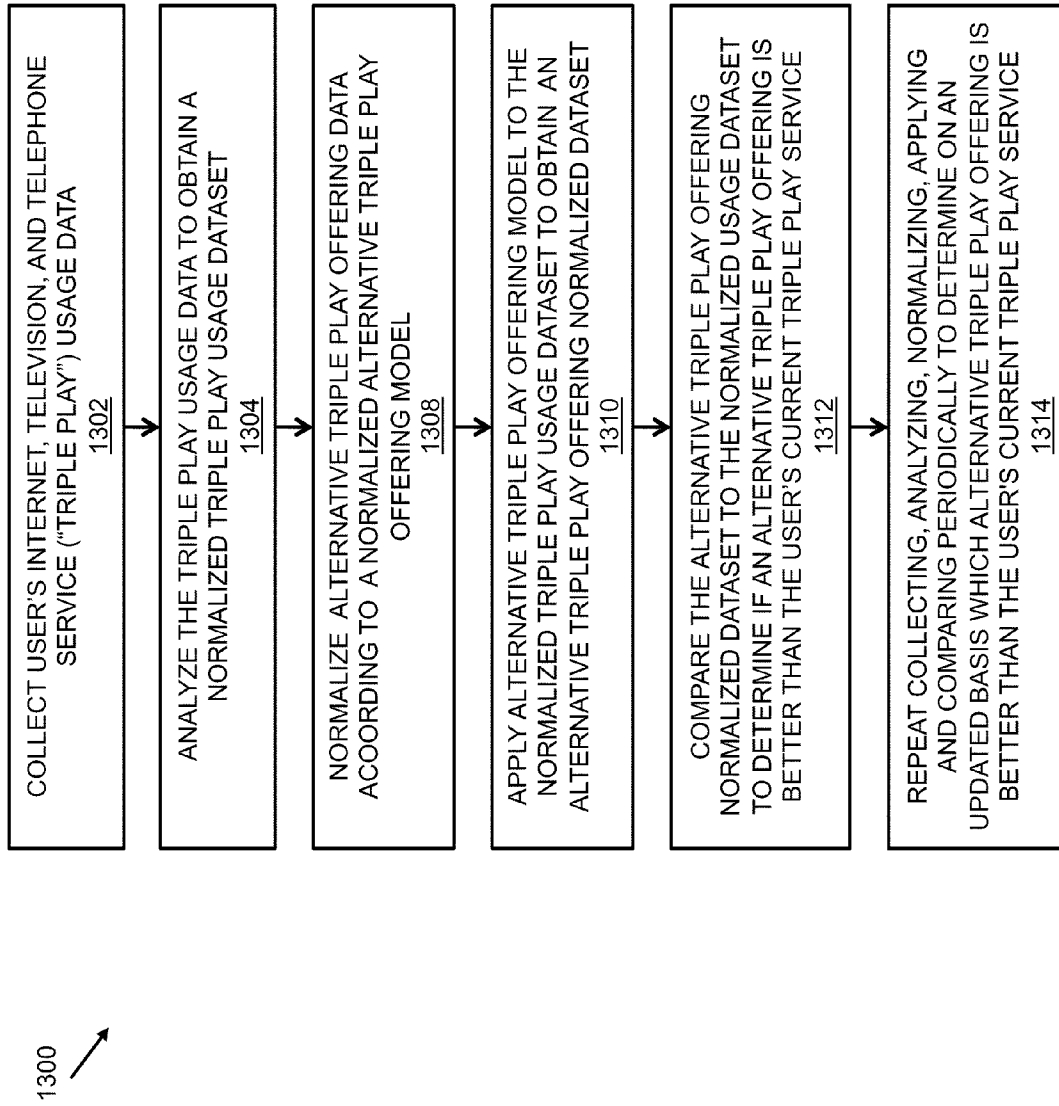 1300
COLLECT USER'S INTERNET, TELEVISION, AND TELEPHONE
SERVICE ("TRIPLE PLAY") USAGE DATA
1302
ANALYZE THE TRIPLE PLAY USAGE DATA TO OBTAIN A
NORMALIZED TRIPLE PLAY USAGE DATASET
1304
NORMALIZE ALTERNATIVE TRIPLE PLAY OFFERING DATA
ACOORDING TO A NORMALIZED ALTERNATIVE TRIPLE PLAY
OFFERING MODEL
1308
APPLY ALTERNATIVE TRIPLE PLAY OFFERING MODEL TO THE
NORMALIZED TRIPLE PLAY USAGE DATASET TO OBTAIN AN
ALTERNATIVE TRIPLE PLAY OFFERING NORMALIZED DATASET
1310
COMPARE THE ALTERNATIVE TRIPLE PLAY OFFERING
NORMALIZED DATASET TO THE NORMALIZED USAGE DATASET
TO DETERMINE IF AN ALTERNATIVE TRIPLE PLAY OFFERING IS
BETTER THAN THE USER'S CURRENT TRIPLE PLAY SERVICE
1312
REPEAT COLLECTING, ANALYZING, NORMALIZING, APPLYING
AND COMPARING PERIODICALLY TO DETERMINE ON AN
UPDATED BASIS WHICH ALTERNATIVE TRIPLE PLAY OFFERING IS
BETTER THAN THE USER'S CURRENT TRIPLE PLAY SERVICE
1314